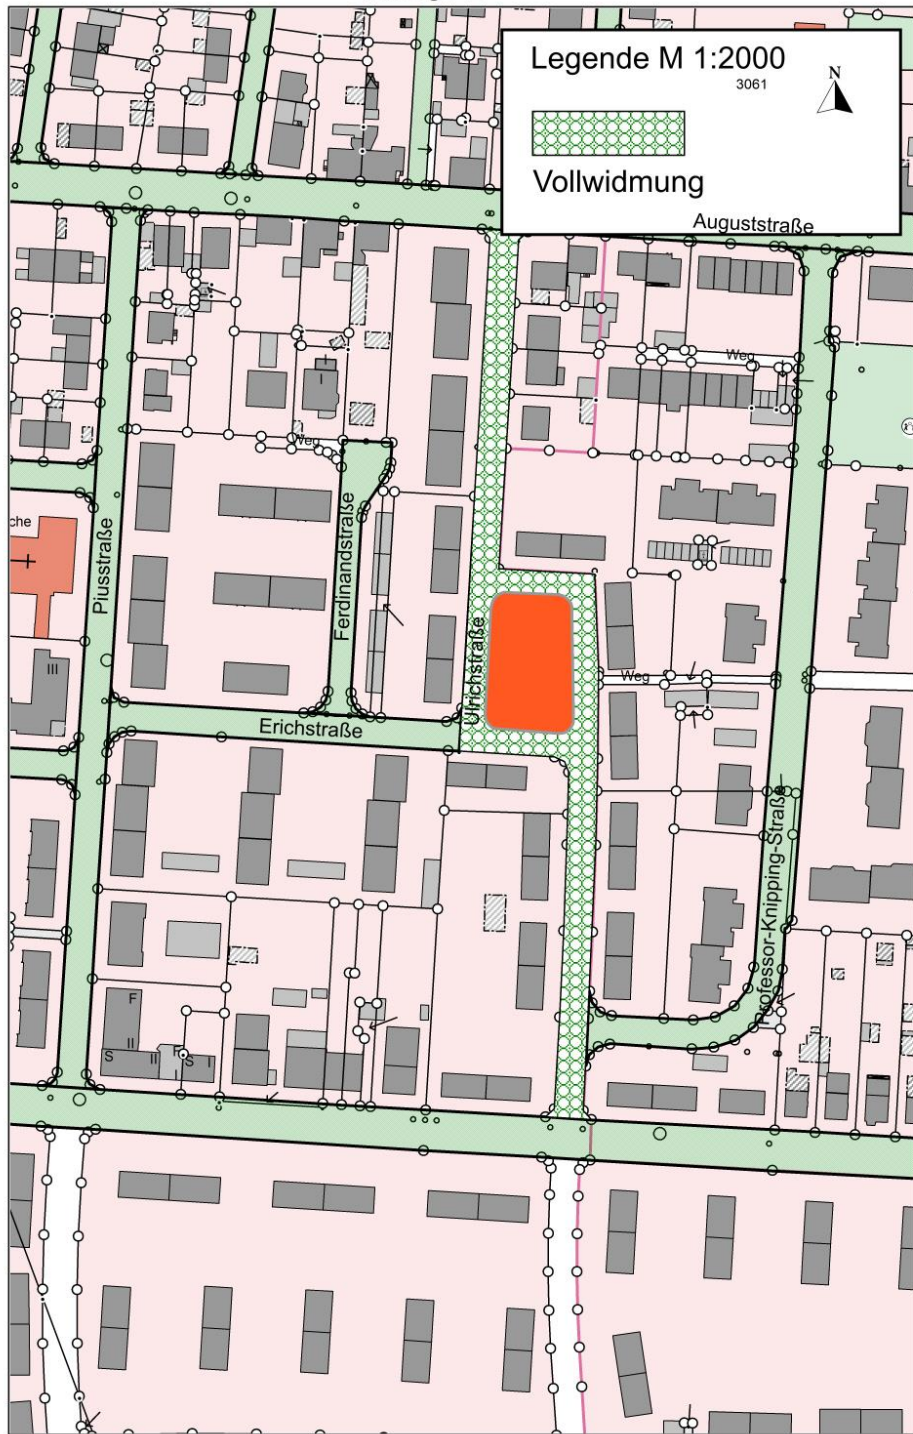 Legende M 1:2000
3061
N
Vollwidmung
Auguststraße
Weg
Weg
che
Piusstraße
Ferdinandstraße
Ulrichstraße
III
Weg
Erichstraße
Professor-Knipping-Straße
F
II
S
II
F
S
I
I